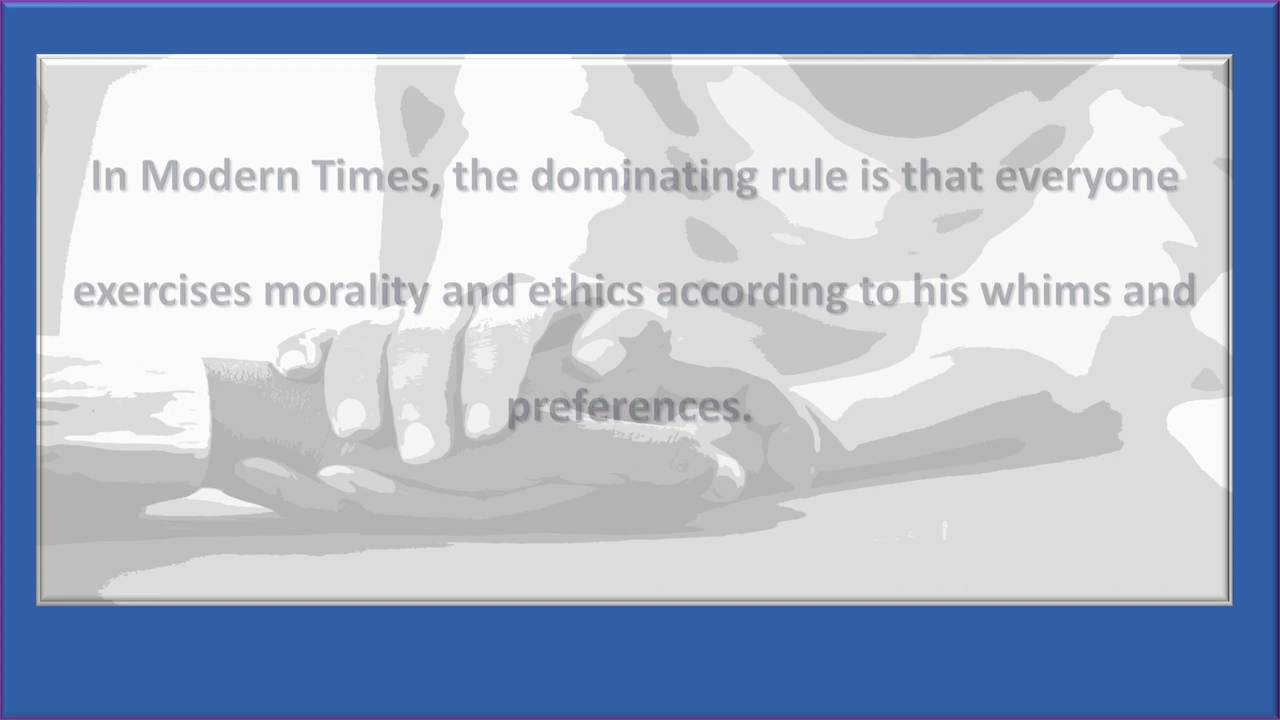 In Modern Times, the dominating rule is that everyone
exercises morality and ethics according to his whims and
preferences.